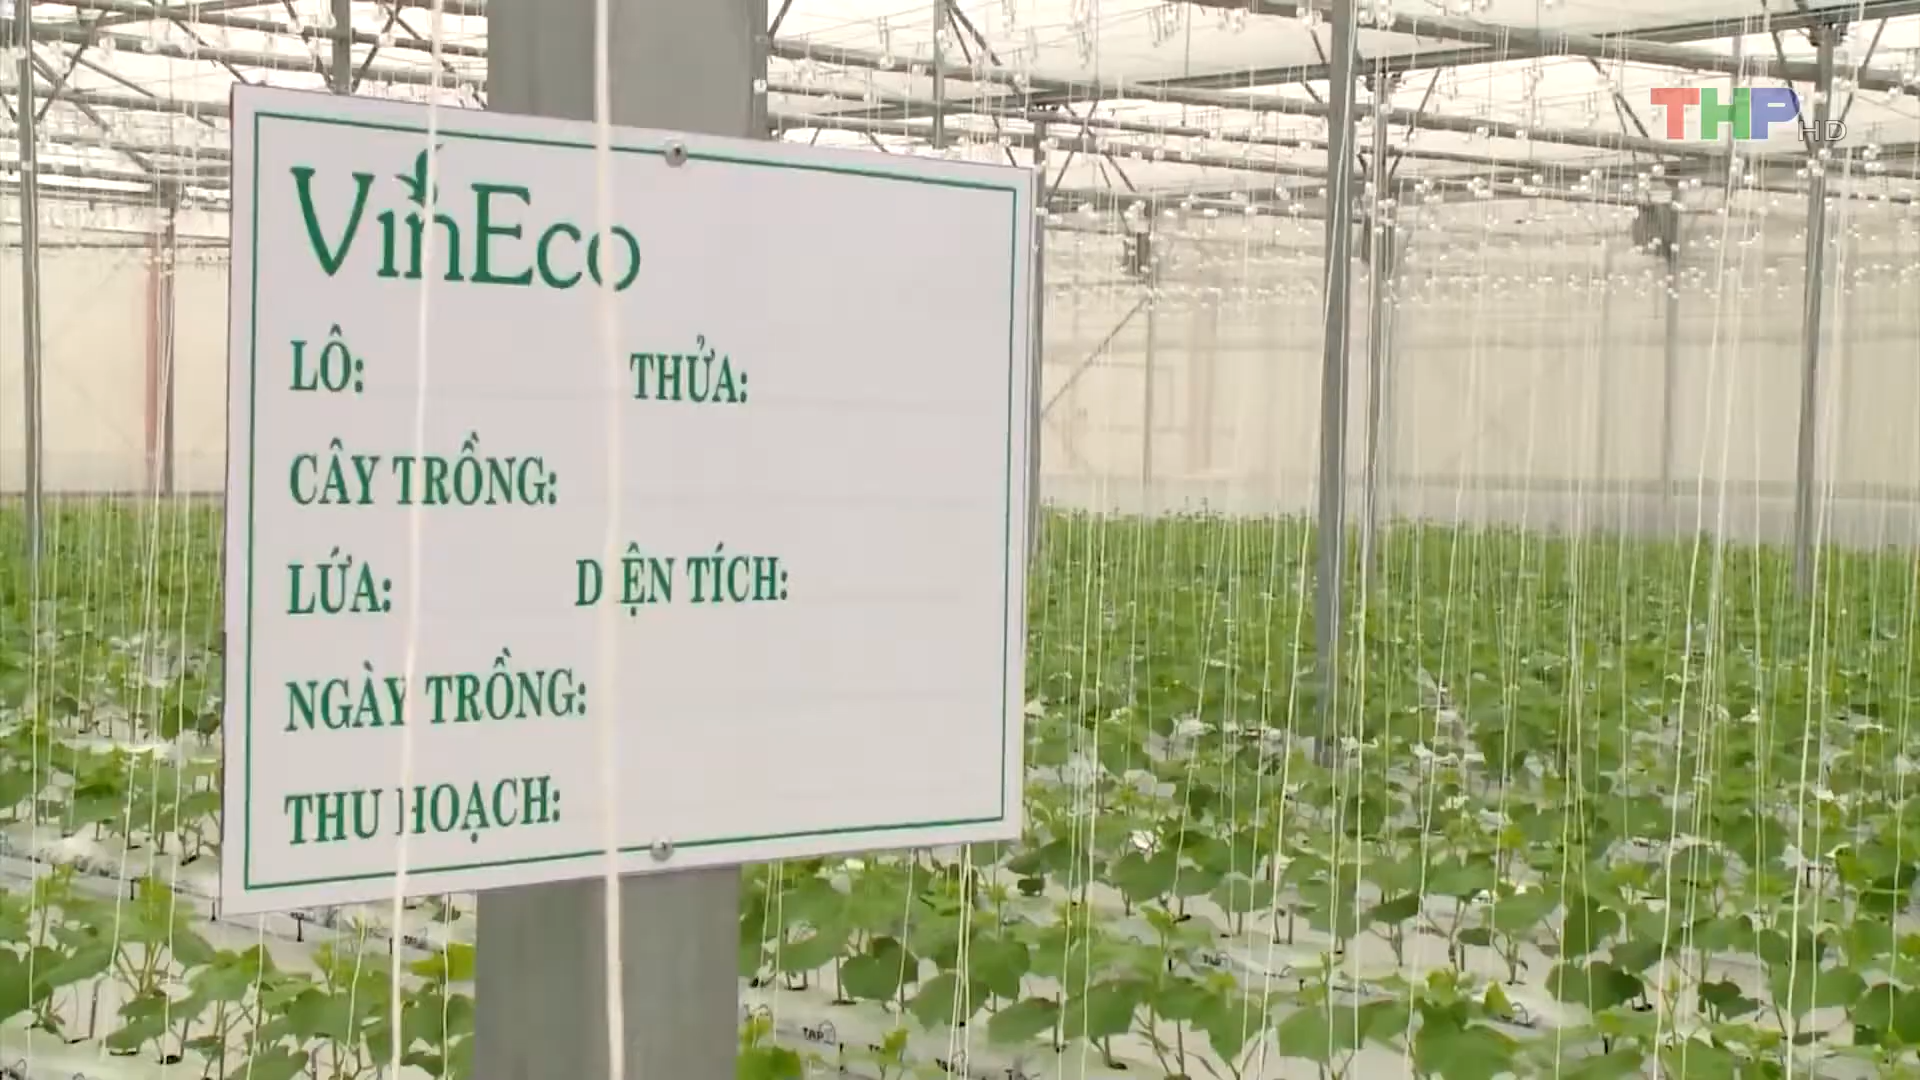 THP HD
VinEco
LÔ: THỬA:
CÂY TRỒNG:
LỨA: DIỆN TÍCH:
NGÀY TRỒNG:
THU HOẠCH: